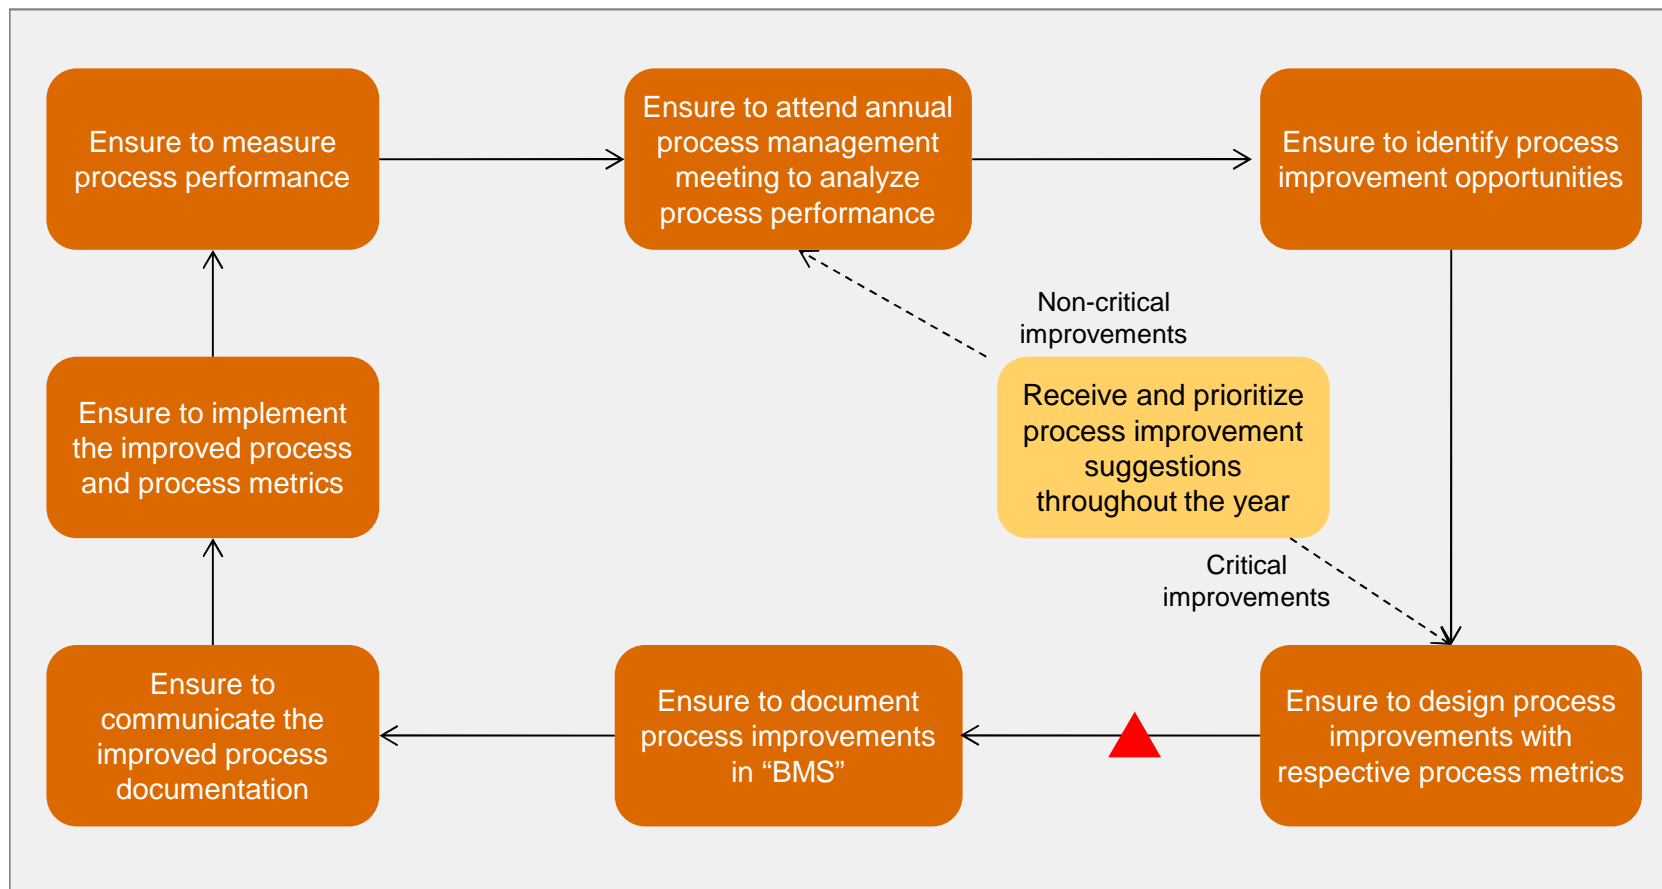 Ensure to measure
process performance
Ensure to attend annual
process management
meeting to analyze
process performance
Ensure to identify process
improvement opportunities
Non-critical
improvements
Receive and prioritize
process improvement
suggestions
throughout the year
Critical
improvements
Ensure to implement
the improved process
and process metrics
Ensure to
communicate the
improved process
documentation
Ensure to document
process improvements
in “BMS”
Ensure to design process
improvements with
respective process metrics